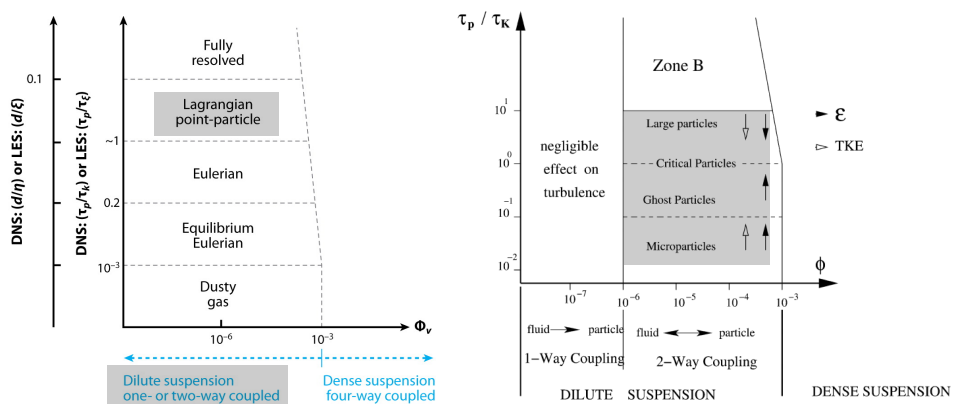 DNS: (d/η) or LES: (d/ξ)
0.1
DNS: (τp/τk) or LES: (τp/τξ)
~1
0.2
10⁻³
Fully
resolved
Lagrangian
point-particle
Eulerian
Equilibrium
Eulerian
Dusty
gas
10⁻⁶
10⁻³
Φv
Dilute suspension
one- or two-way coupled
Dense suspension
four-way coupled
τp / τK
Zone B
10¹
10⁰
10⁻¹
10⁻²
negligible
effect on
turbulence
Large particles
Critical Particles
Ghost Particles
Microparticles
ε
TKE
ϕ
10⁻⁷
10⁻⁶
10⁻⁵
10⁻⁴
10⁻³
fluid particle
1−Way Coupling
fluid particle
2−Way Coupling
DILUTE SUSPENSION
DENSE SUSPENSION